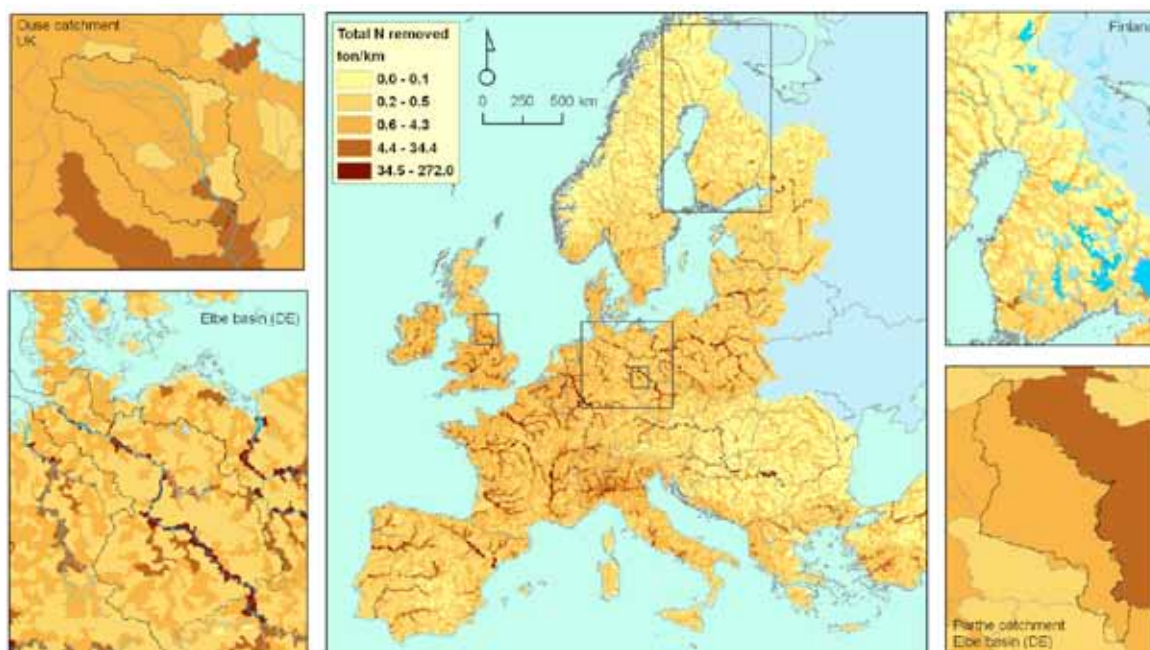 Ouse catchment
UK
Total N removed
ton/km
0.0 - 0.1
0.2 - 0.5
0.6 - 4.3
4.4 - 34.4
34.5 - 272.0
0 250 500 km
Finland
Elbe basin (DE)
Parthe catchment
Elbe basin (DE)